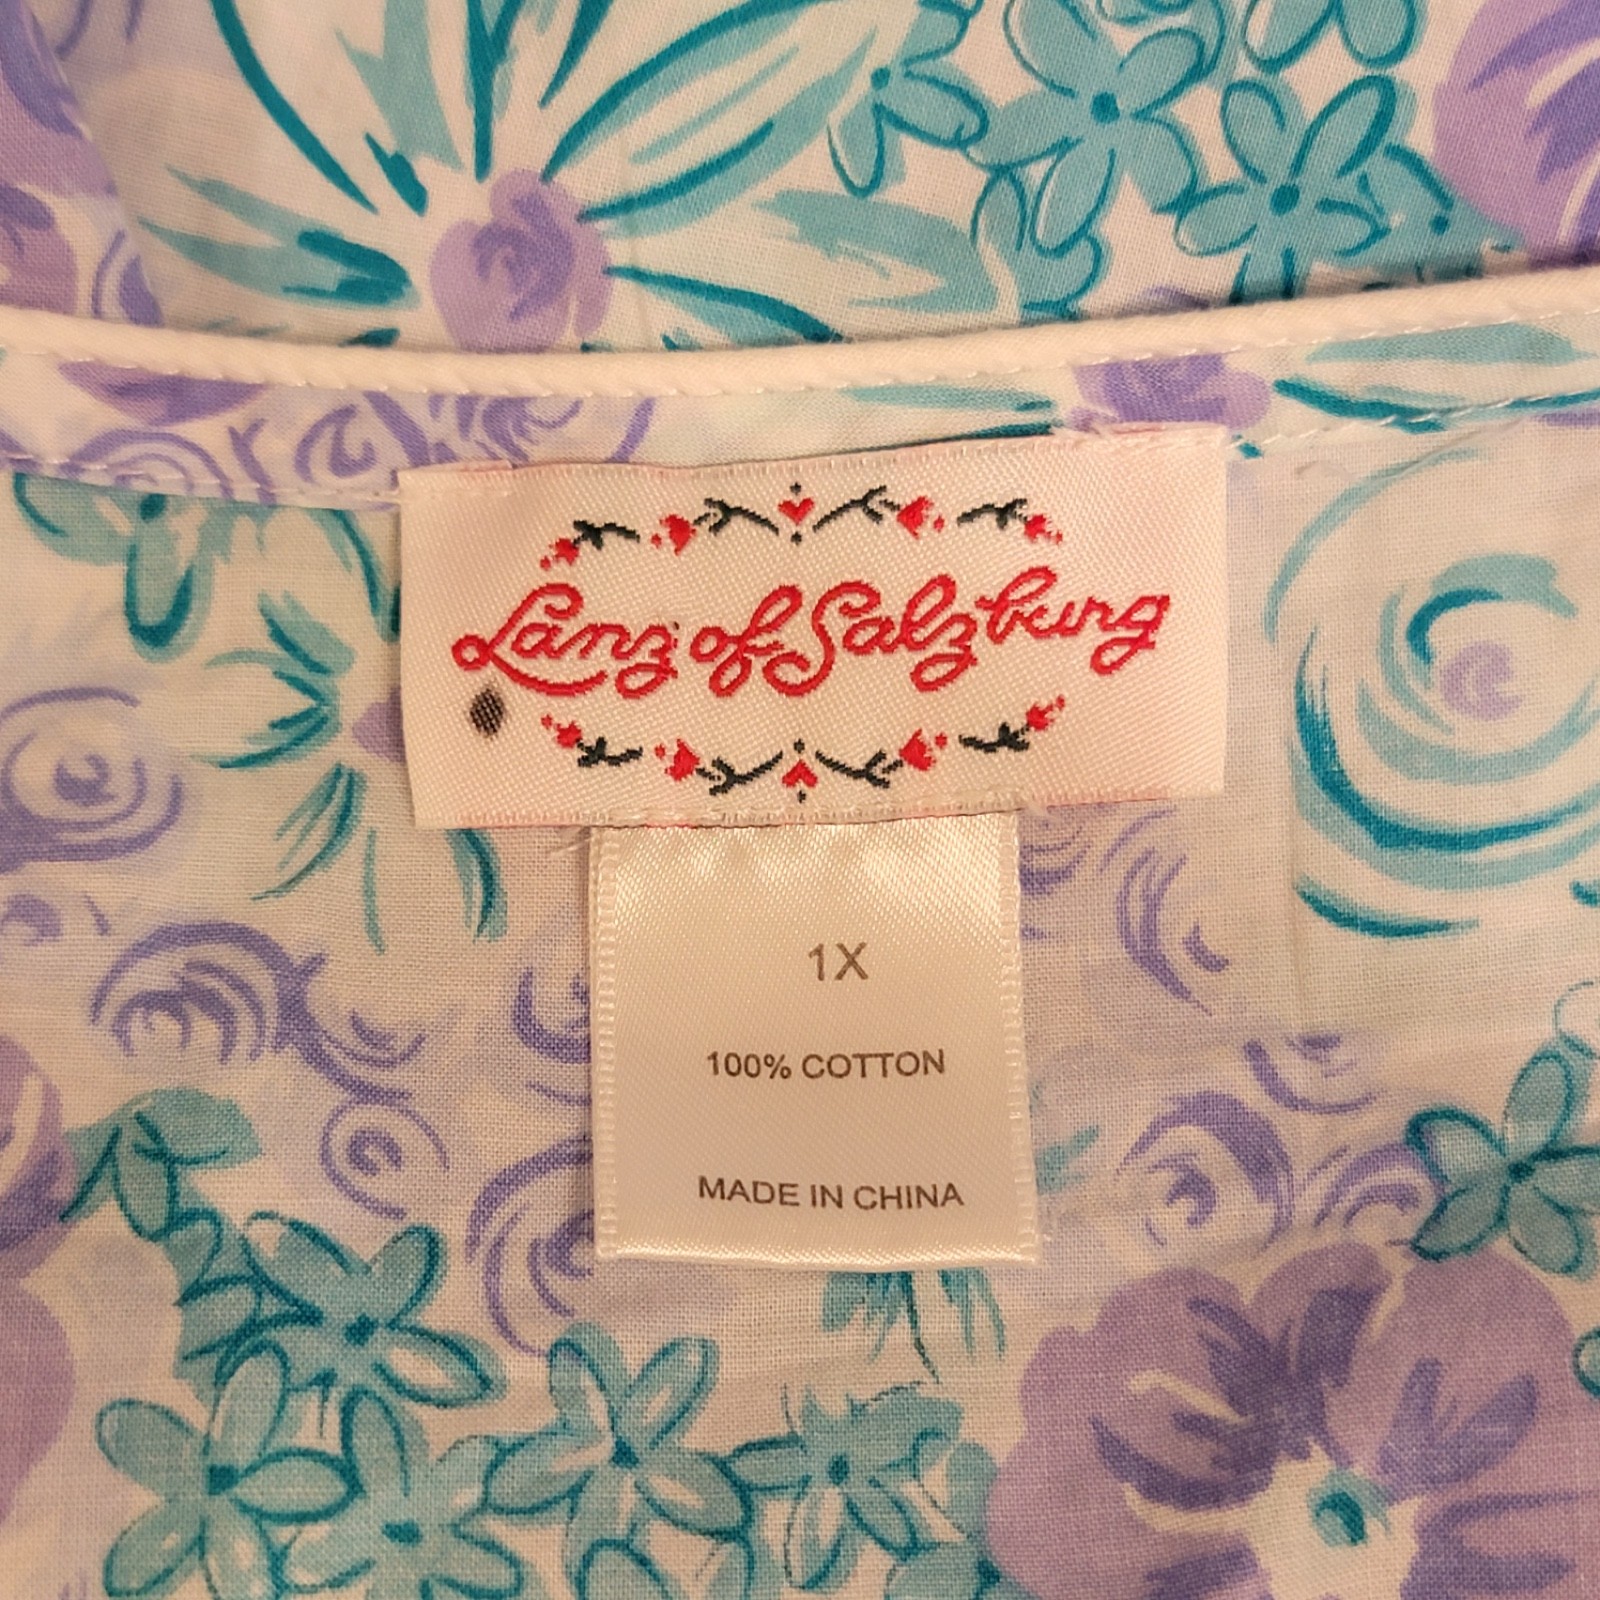 Lanz of Salzburg
1X
100% COTTON
MADE IN CHINA